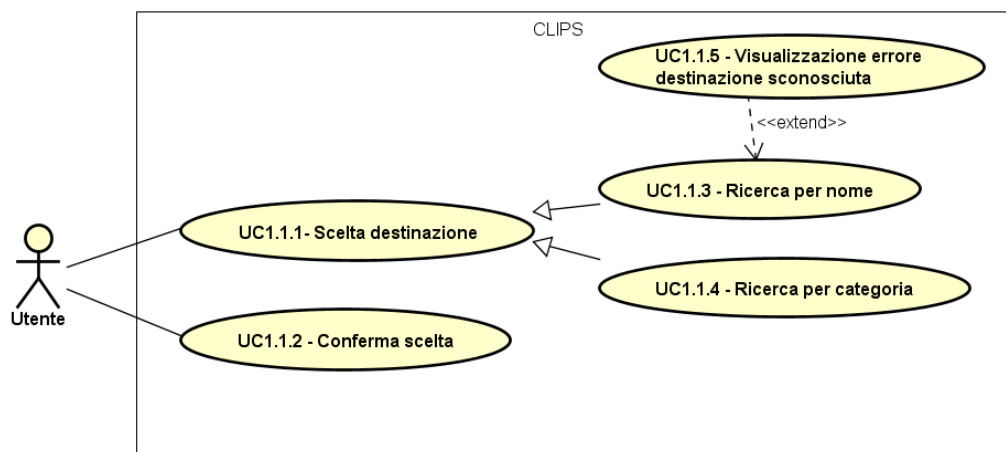 CLIPS
UC1.1.5 - Visualizzazione errore
destinazione sconosciuta
<<extend>>
UC1.1.3 - Ricerca per nome
UC1.1.1- Scelta destinazione
UC1.1.4 - Ricerca per categoria
Utente
UC1.1.2 - Conferma scelta